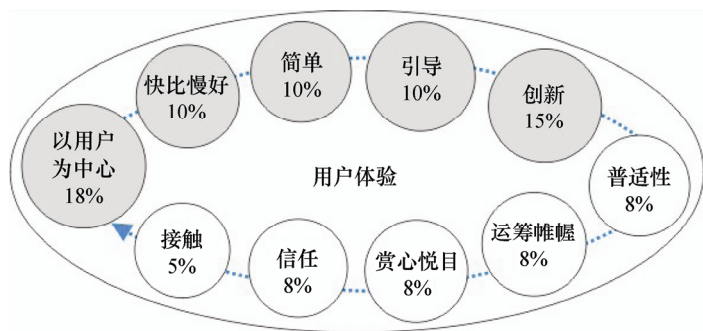 以用户
为中心
18%
快比慢好
10%
简单
10%
引导
10%
创新
15%
普适性
8%
运筹帷幄
8%
赏心悦目
8%
信任
8%
接触
5%
用户体验